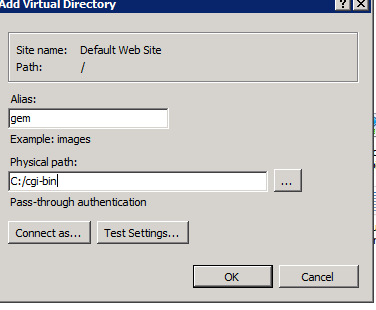 Add Virtual Directory
Site name: Default Web Site
Path: /
Alias:
gem
Example: images
Physical path:
C:/cgi-bin
...
Pass-through authentication
Connect as... Test Settings...
OK Cancel